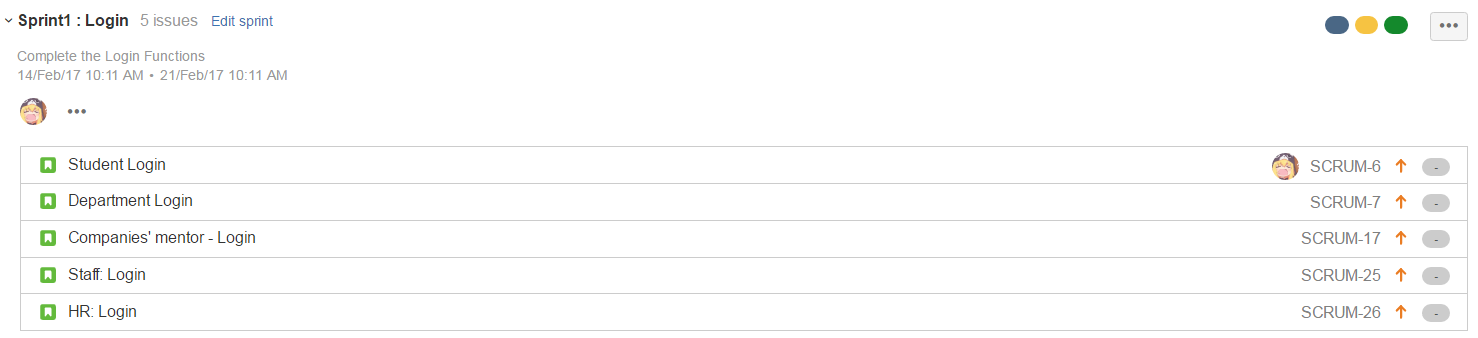 Sprint1 : Login 5 issues Edit sprint •••
Complete the Login Functions
14/Feb/17 10:11 AM • 21/Feb/17 10:11 AM
•••
Student Login SCRUM-6 -
Department Login SCRUM-7 -
Companies' mentor - Login SCRUM-17 -
Staff: Login SCRUM-25 -
HR: Login SCRUM-26 -